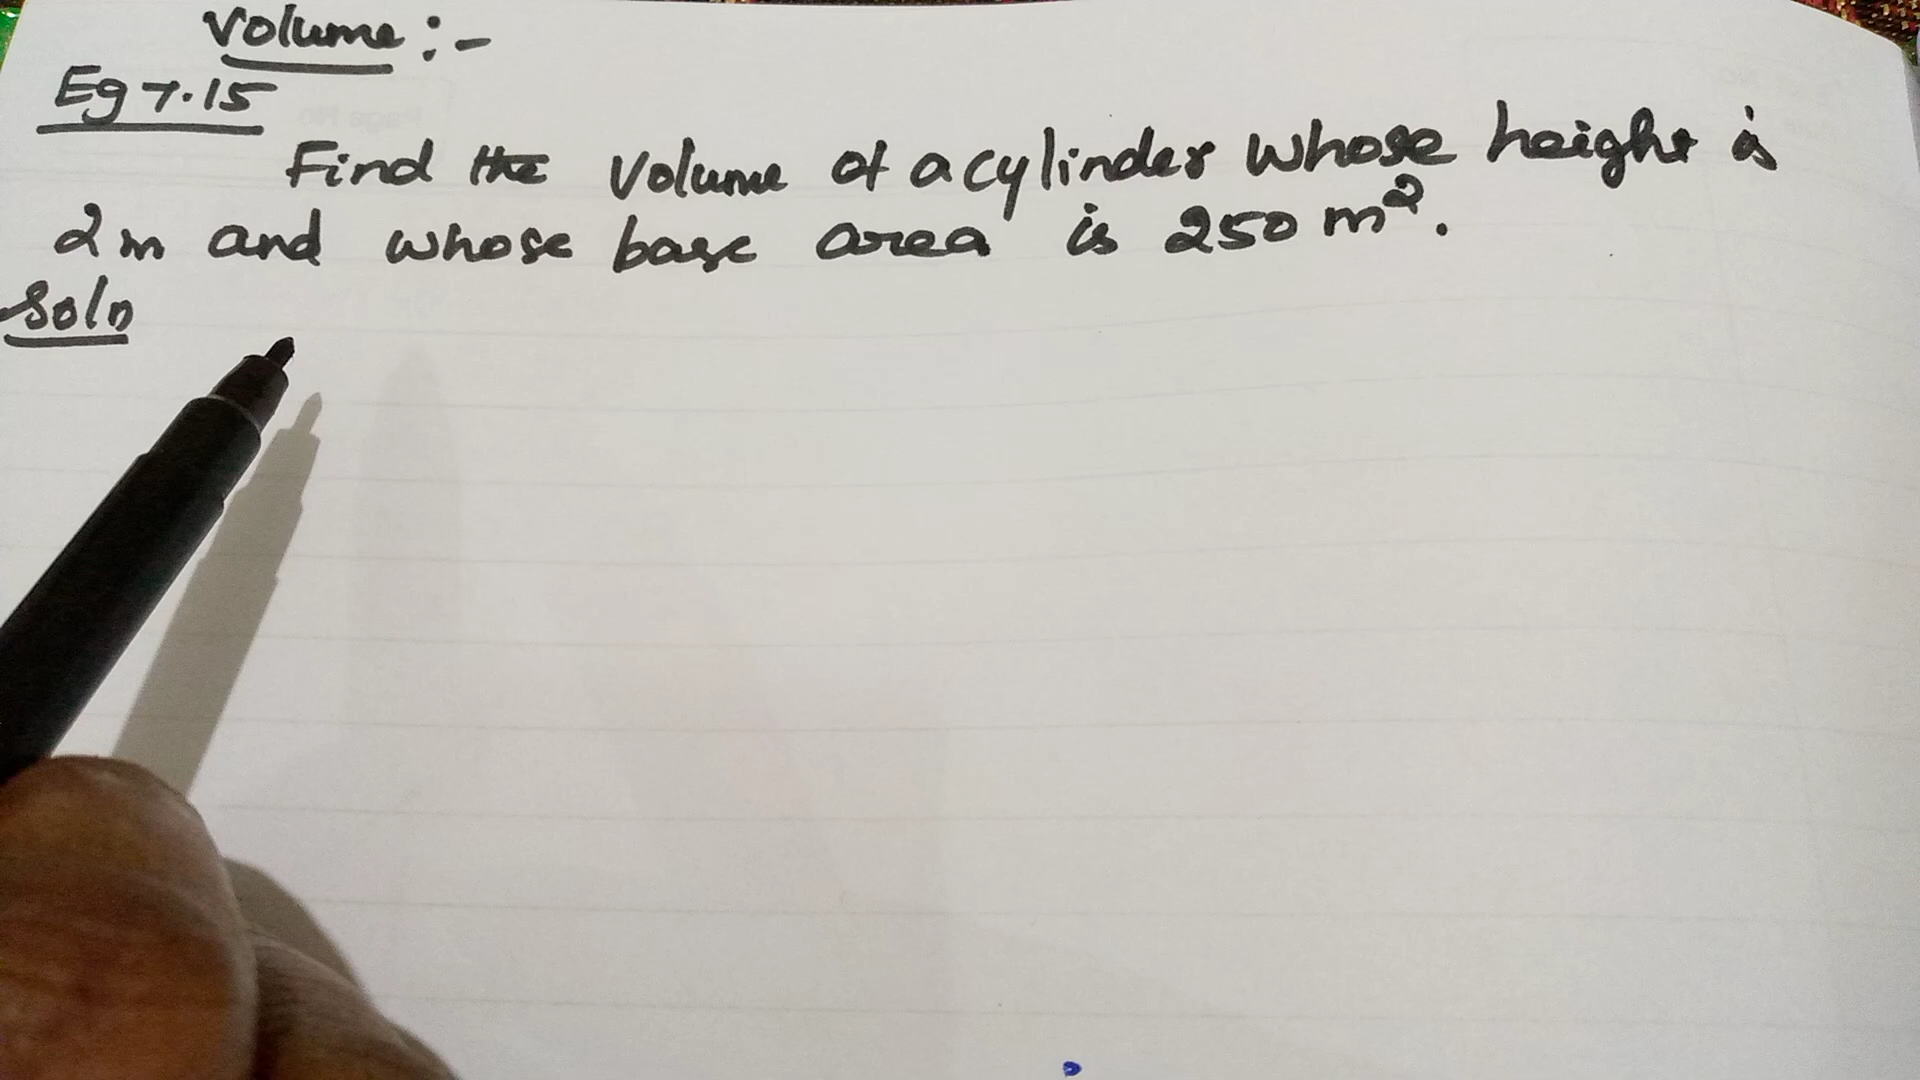 Volume :-
Eg 7.15
Find the volume of a cylinder whose height is
2m and whose base area is 250 m².
Soln